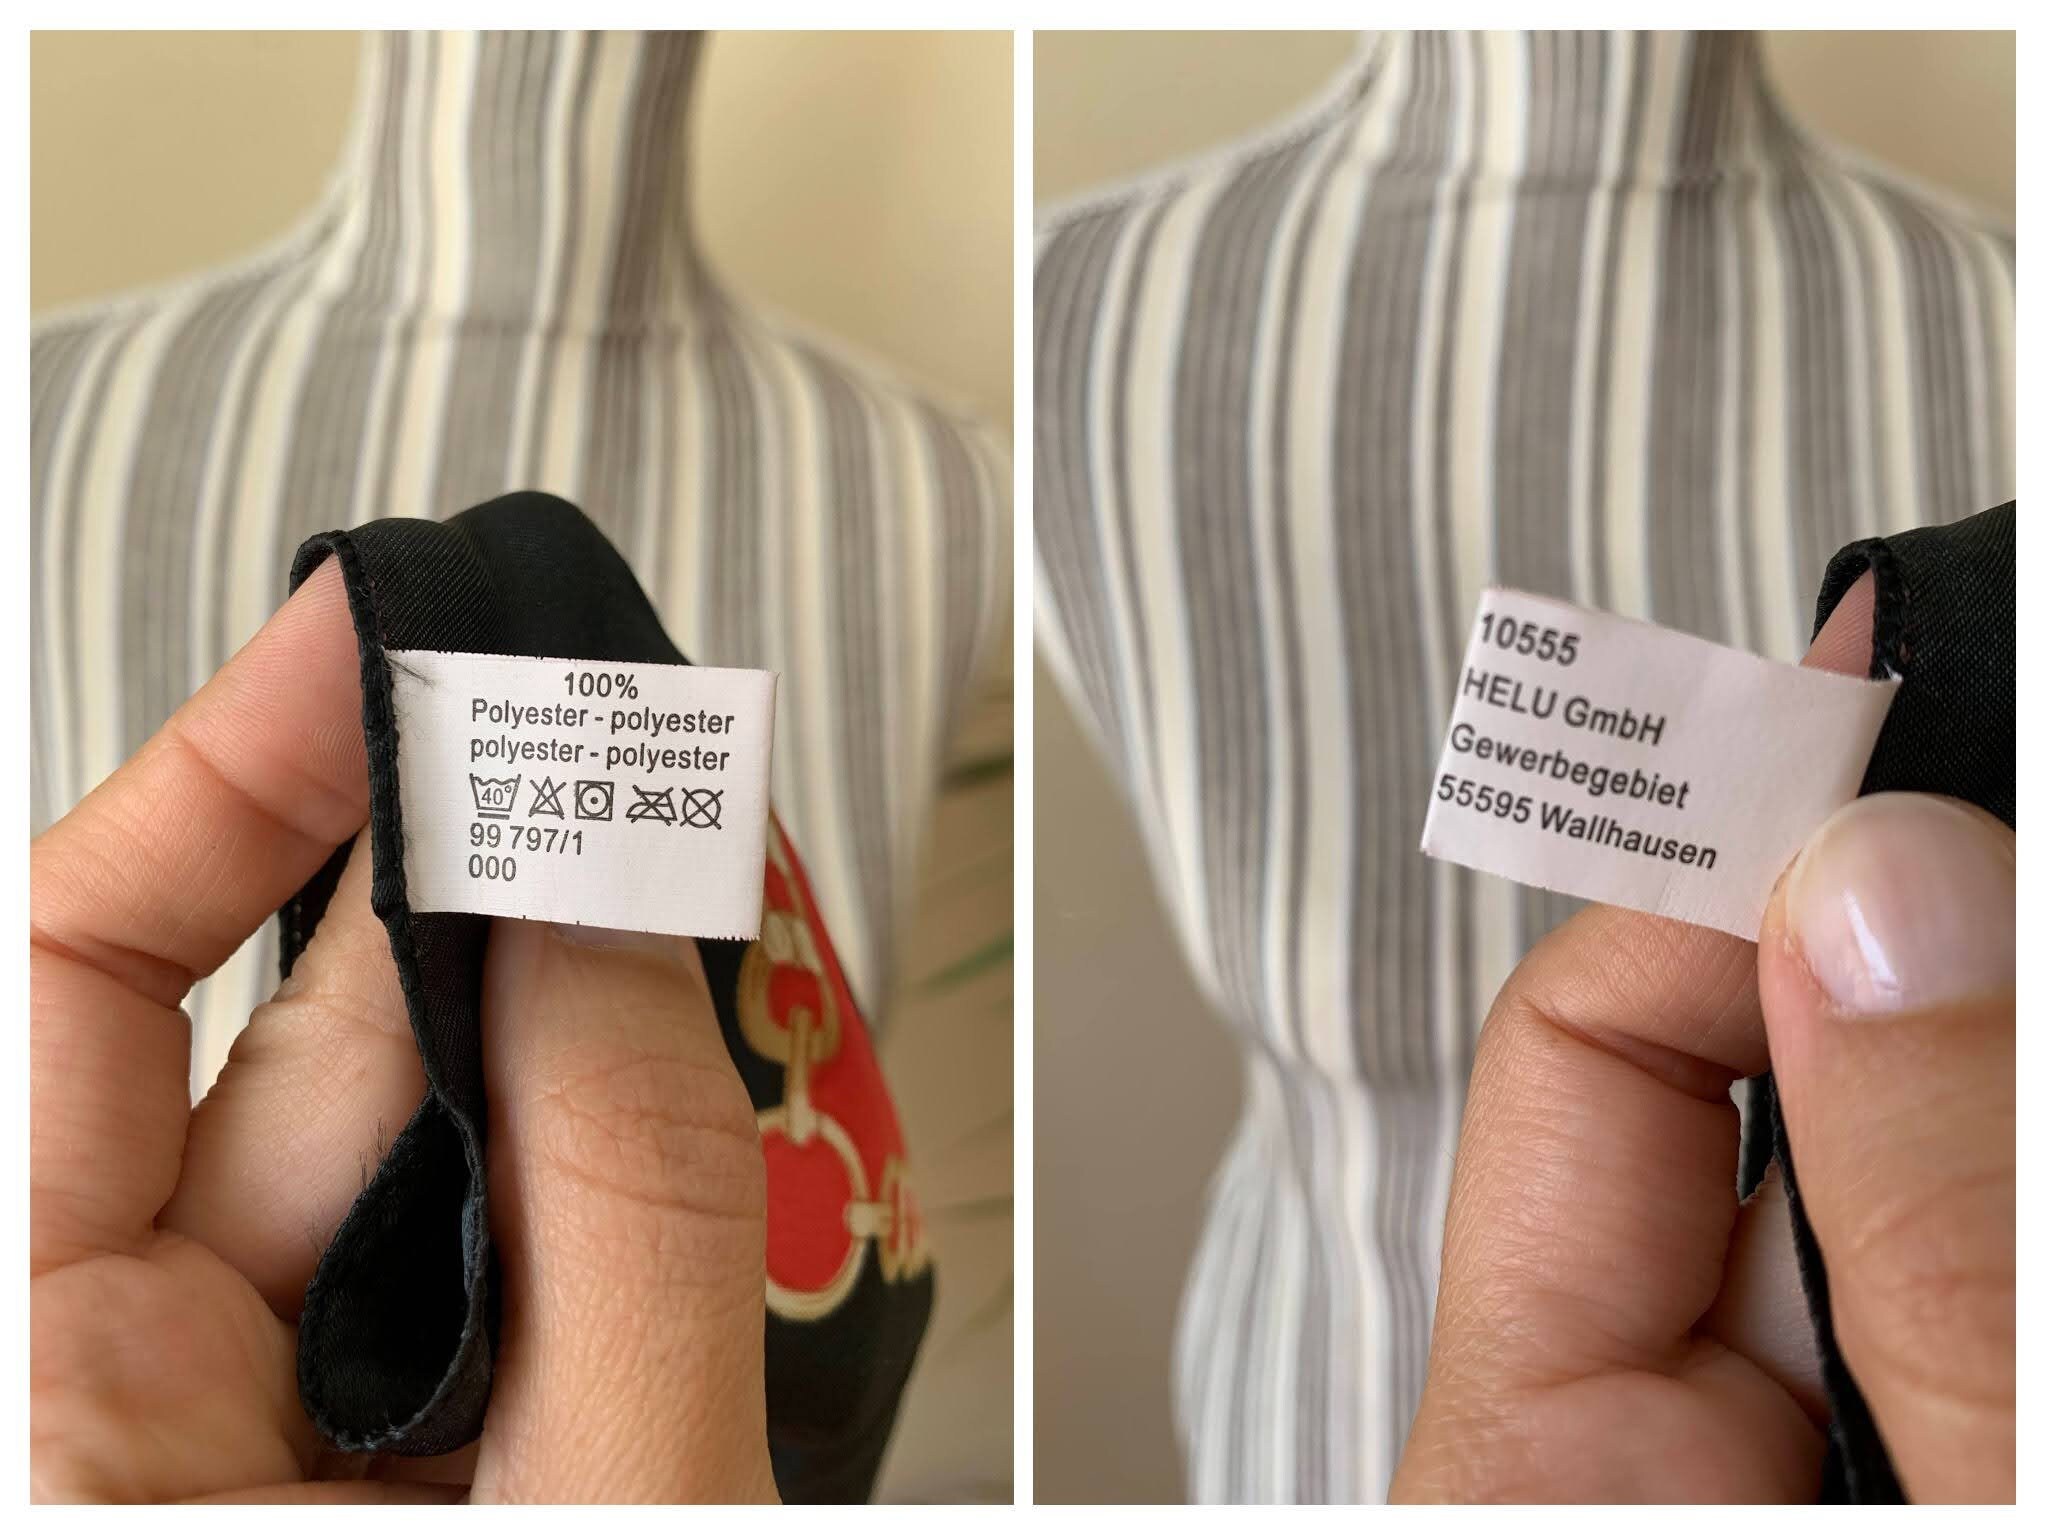 100%
Polyester - polyester
polyester - polyester
40°
99 797/1
000
10555
HELU GmbH
Gewerbegebiet
55595 Wallhausen